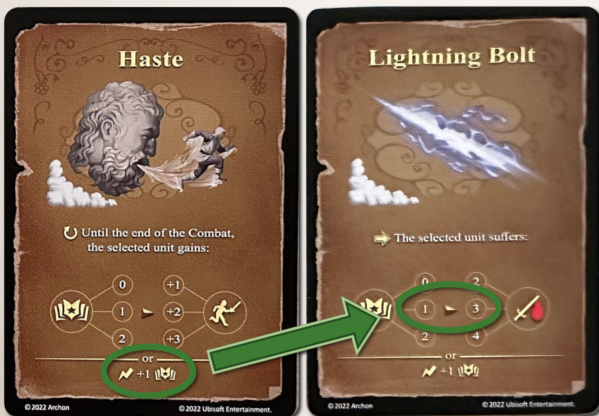 Haste
Until the end of the Combat,
the selected unit gains:
0 +1
1 +2
2 +3
or
+1
© 2022 Archon © 2022 Ubisoft Entertainment.
Lightning Bolt
The selected unit suffers:
0 2
1 3
2 4
or
+1
© 2022 Archon © 2022 Ubisoft Entertainment.